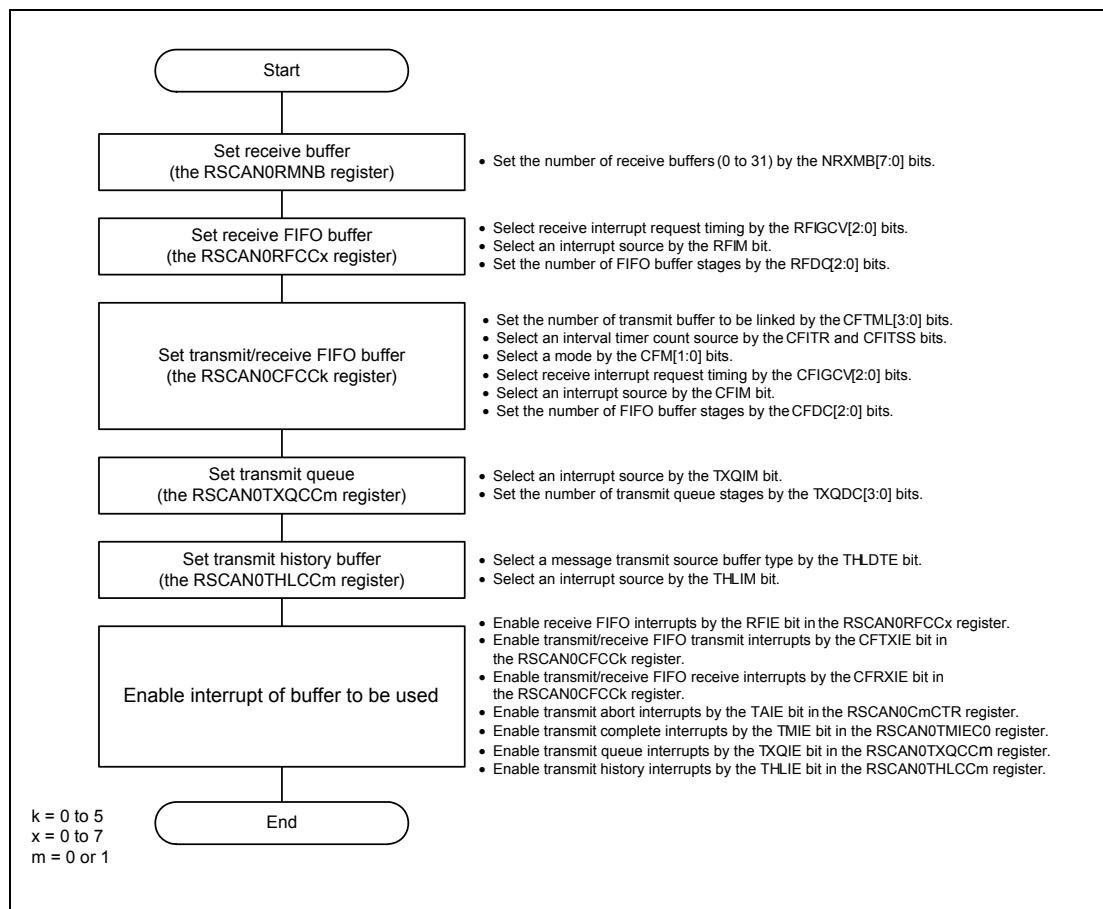 Start
Set receive buffer
(the RSCAN0RMNB register)
• Set the number of receive buffers (0 to 31) by the NRXMB[7:0] bits.
Set receive FIFO buffer
(the RSCAN0RFCCx register)
• Select receive interrupt request timing by the RFIGCV[2:0] bits.
• Select an interrupt source by the RFIM bit.
• Set the number of FIFO buffer stages by the RFDC[2:0] bits.
Set transmit/receive FIFO buffer
(the RSCAN0CFCCk register)
• Set the number of transmit buffer to be linked by the CFTML[3:0] bits.
• Select an interval timer count source by the CFITR and CFITSS bits.
• Select a mode by the CFM[1:0] bits.
• Select receive interrupt request timing by the CFIGCV[2:0] bits.
• Select an interrupt source by the CFIM bit.
• Set the number of FIFO buffer stages by the CFDC[2:0] bits.
Set transmit queue
(the RSCAN0TXQCCm register)
• Select an interrupt source by the TXQIM bit.
• Set the number of transmit queue stages by the TXQDC[3:0] bits.
Set transmit history buffer
(the RSCAN0THLCCm register)
• Select a message transmit source buffer type by the THLDTE bit.
• Select an interrupt source by the THLIM bit.
Enable interrupt of buffer to be used
• Enable receive FIFO interrupts by the RFIE bit in the RSCAN0RFCCx register.
• Enable transmit/receive FIFO transmit interrupts by the CFTXIE bit in
the RSCAN0CFCCk register.
• Enable transmit/receive FIFO receive interrupts by the CFRXIE bit in
the RSCAN0CFCCk register.
• Enable transmit abort interrupts by the TAIE bit in the RSCAN0CmCTR register.
• Enable transmit complete interrupts by the TMIE bit in the RSCAN0TMIEC0 register.
• Enable transmit queue interrupts by the TXQIE bit in the RSCAN0TXQCCm register.
• Enable transmit history interrupts by the THLIE bit in the RSCAN0THLCCm register.
End
k = 0 to 5
x = 0 to 7
m = 0 or 1